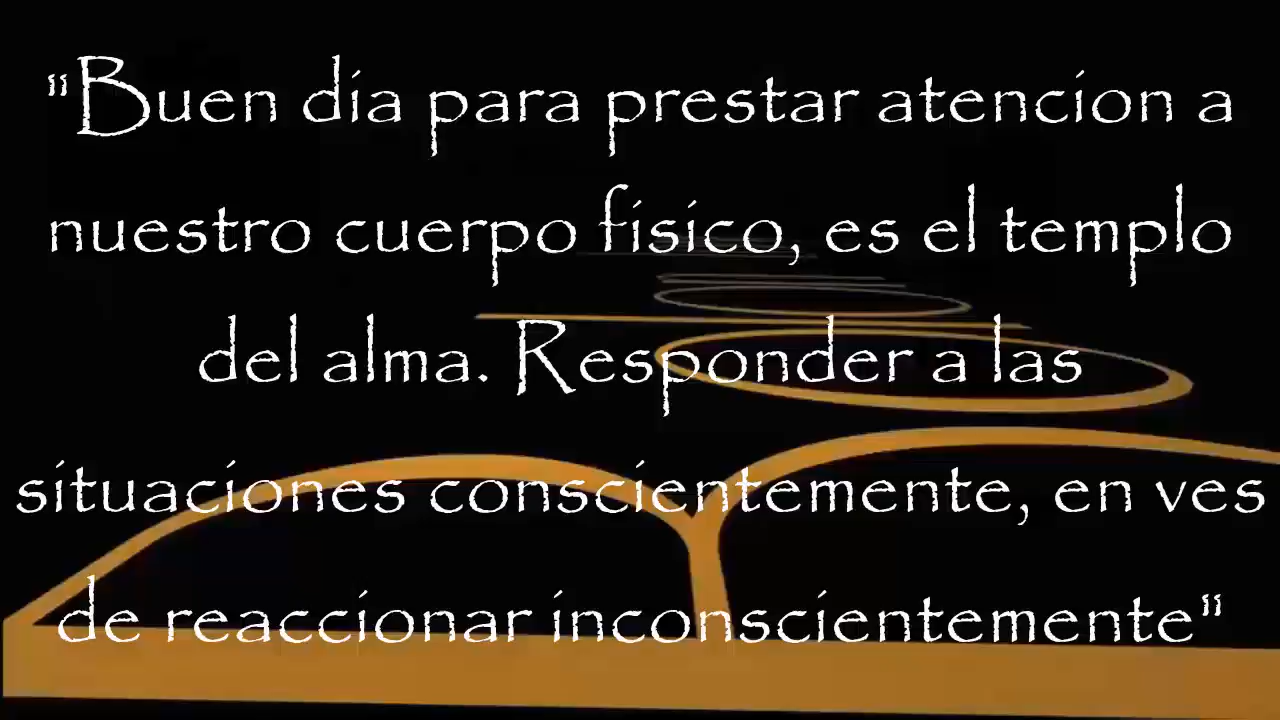 "Buen dia para prestar atencion a
nuestro cuerpo fisico, es el templo
del alma. Responder a las
situaciones conscientemente, en ves
de reaccionar inconscientemente"